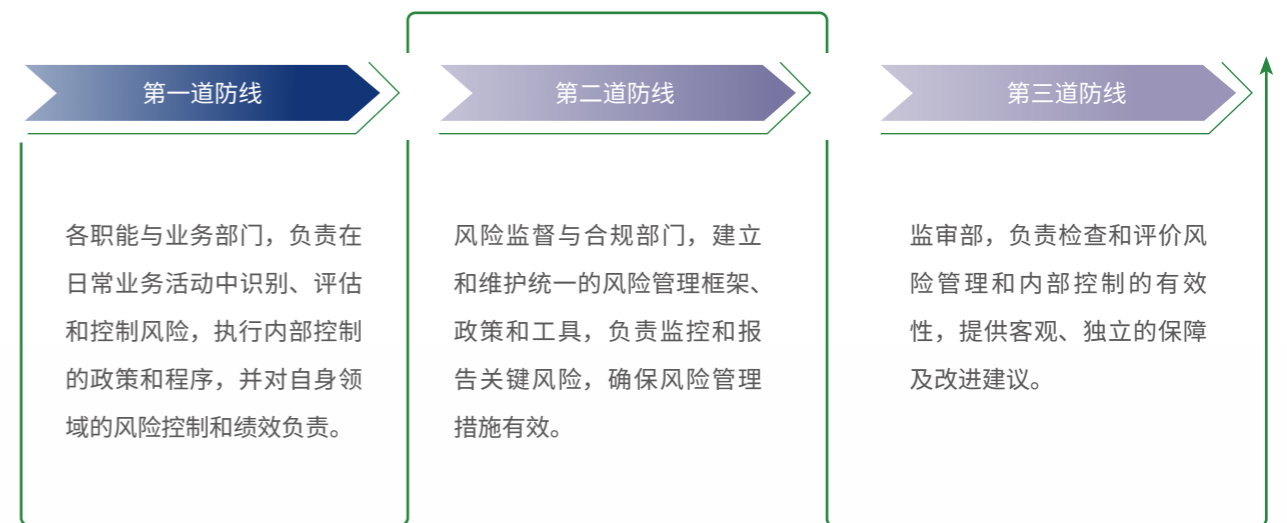 第一道防线
各职能与业务部门，负责在
日常业务活动中识别、评估
和控制风险，执行内部控制
的政策和程序，并对自身领
域的风险控制和绩效负责。
第二道防线
风险监督与合规部门，建立
和维护统一的风险管理框架、
政策和工具，负责监控和报
告关键风险，确保风险管理
措施有效。
第三道防线
监审部，负责检查和评价风
险管理和内部控制的有效
性，提供客观、独立的保障
及改进建议。